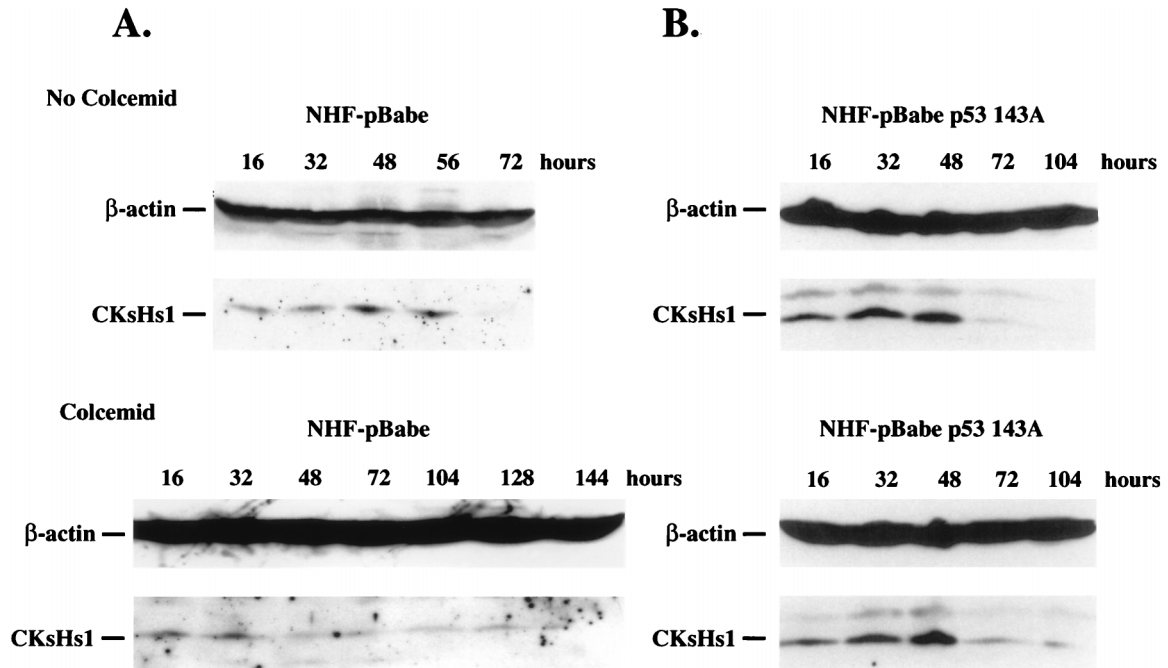 A.
B.
No Colcemid
NHF-pBabe
NHF-pBabe p53 143A
16 32 48 56 72 hours
16 32 48 72 104 hours
β-actin
β-actin
CKsHs1
CKsHs1
Colcemid
NHF-pBabe
NHF-pBabe p53 143A
16 32 48 72 104 128 144 hours
16 32 48 72 104 hours
β-actin
β-actin
CKsHs1
CKsHs1